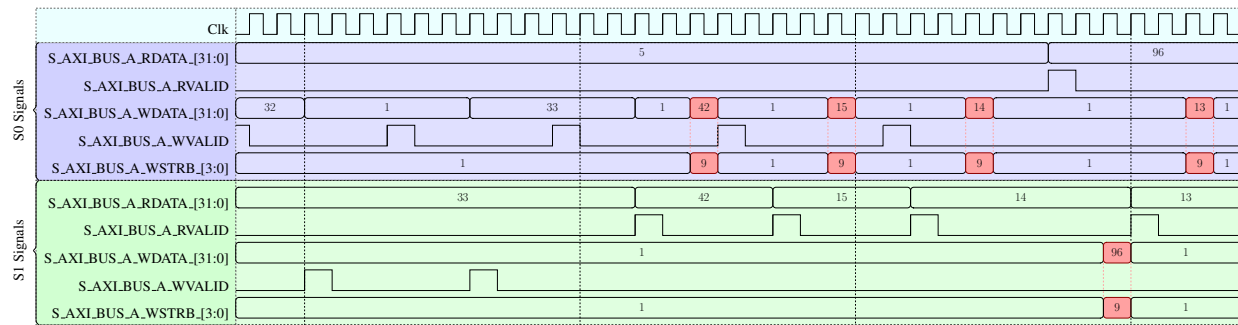 Clk
S0 Signals
S_AXI_BUS_A_RDATA_[31:0] 5 96
S_AXI_BUS_A_RVALID
S_AXI_BUS_A_WDATA_[31:0] 32 1 33 1 42 1 15 1 14 1 13 1
S_AXI_BUS_A_WVALID
S_AXI_BUS_A_WSTRB_[3:0] 1 9 1 9 1 9 1 9 1
S1 Signals
S_AXI_BUS_A_RDATA_[31:0] 33 42 15 14 13
S_AXI_BUS_A_RVALID
S_AXI_BUS_A_WDATA_[31:0] 1 96 1
S_AXI_BUS_A_WVALID
S_AXI_BUS_A_WSTRB_[3:0] 1 9 1